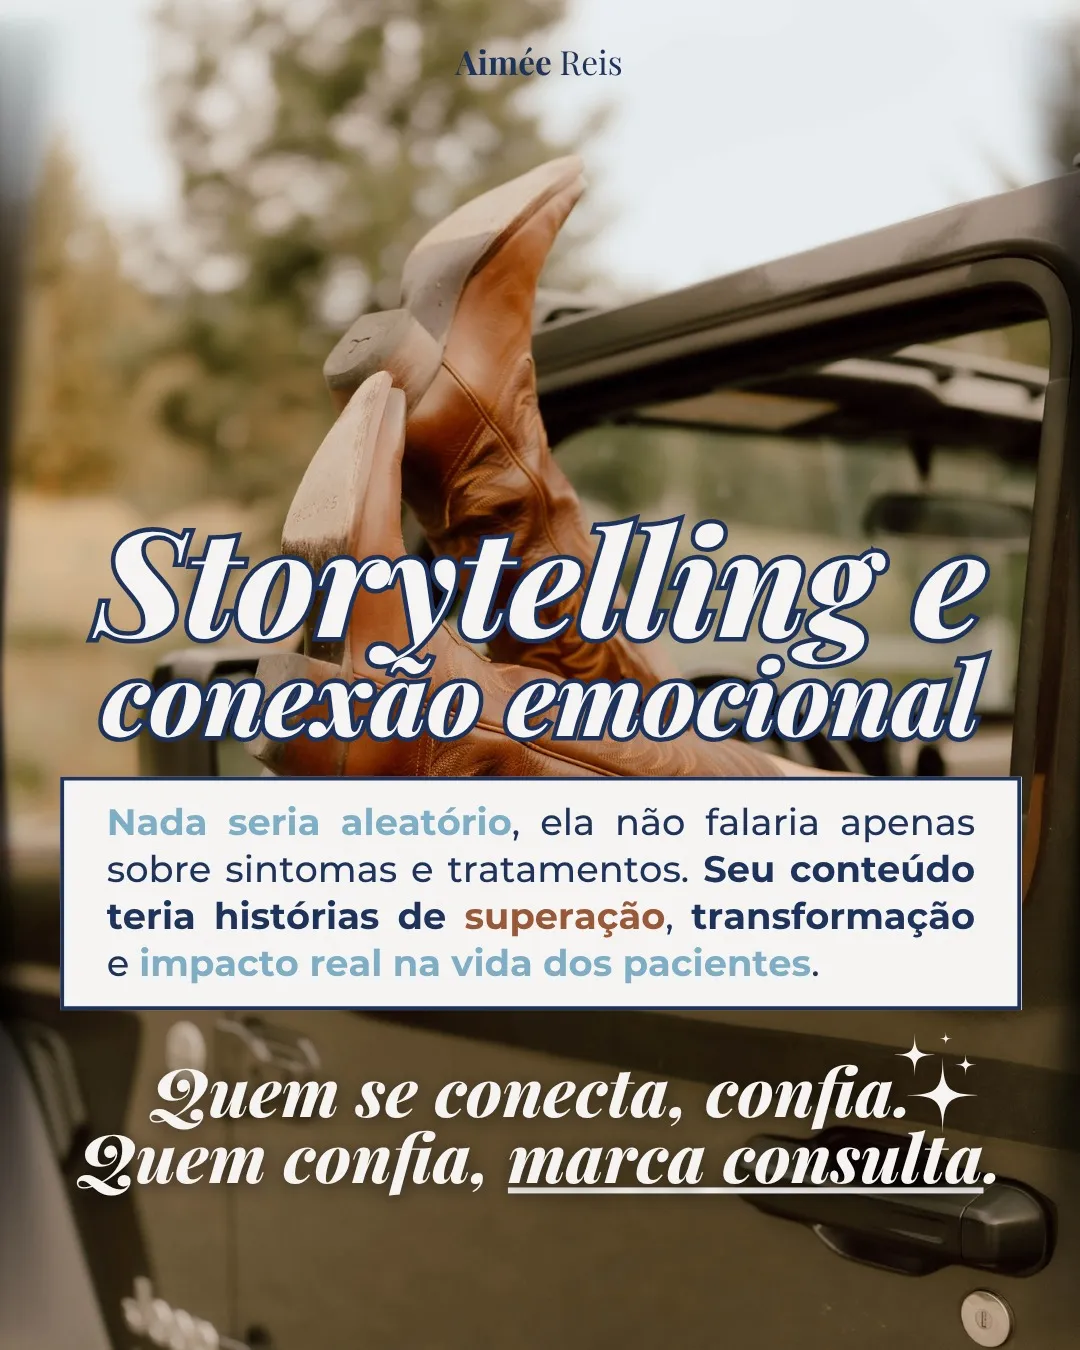 Aimée Reis
Storytelling e
conexão emocional
Nada seria aleatório, ela não falaria apenas
sobre sintomas e tratamentos. Seu conteúdo
teria histórias de superação, transformação
e impacto real na vida dos pacientes.
Quem se conecta, confia.
Quem confia, marca consulta.